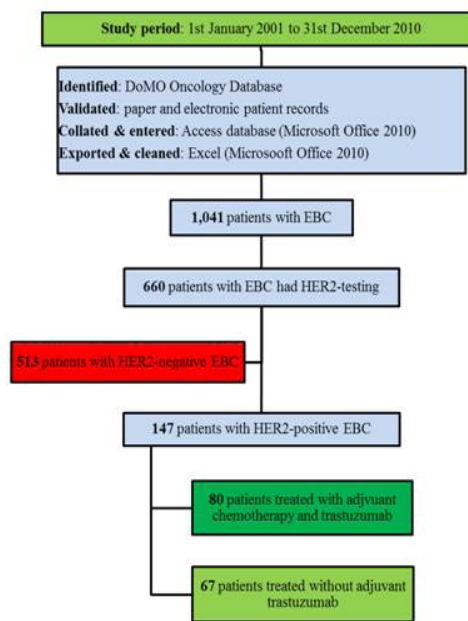 Study period: 1st January 2001 to 31st December 2010
Identified: DoMO Oncology Database
Validated: paper and electronic patient records
Collated & entered: Access database (Microsoft Office 2010)
Exported & cleaned: Excel (Microsooft Office 2010)
1,041 patients with EBC
660 patients with EBC had HER2-testing
513 patients with HER2-negative EBC
147 patients with HER2-positive EBC
80 patients treated with adjvuant
chemotherapy and trastuzumab
67 patients treated without adjuvant
trastuzumab